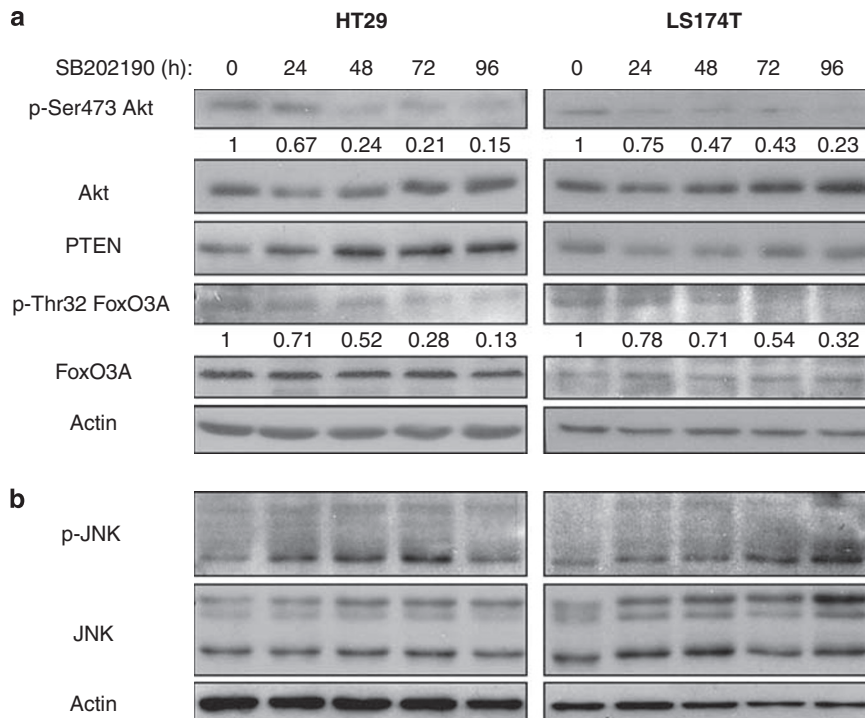 a
HT29 LS174T
SB202190 (h): 0 24 48 72 96 0 24 48 72 96
p-Ser473 Akt
1 0.67 0.24 0.21 0.15 1 0.75 0.47 0.43 0.23
Akt
PTEN
p-Thr32 FoxO3A
1 0.71 0.52 0.28 0.13 1 0.78 0.71 0.54 0.32
FoxO3A
Actin
b
p-JNK
JNK
Actin